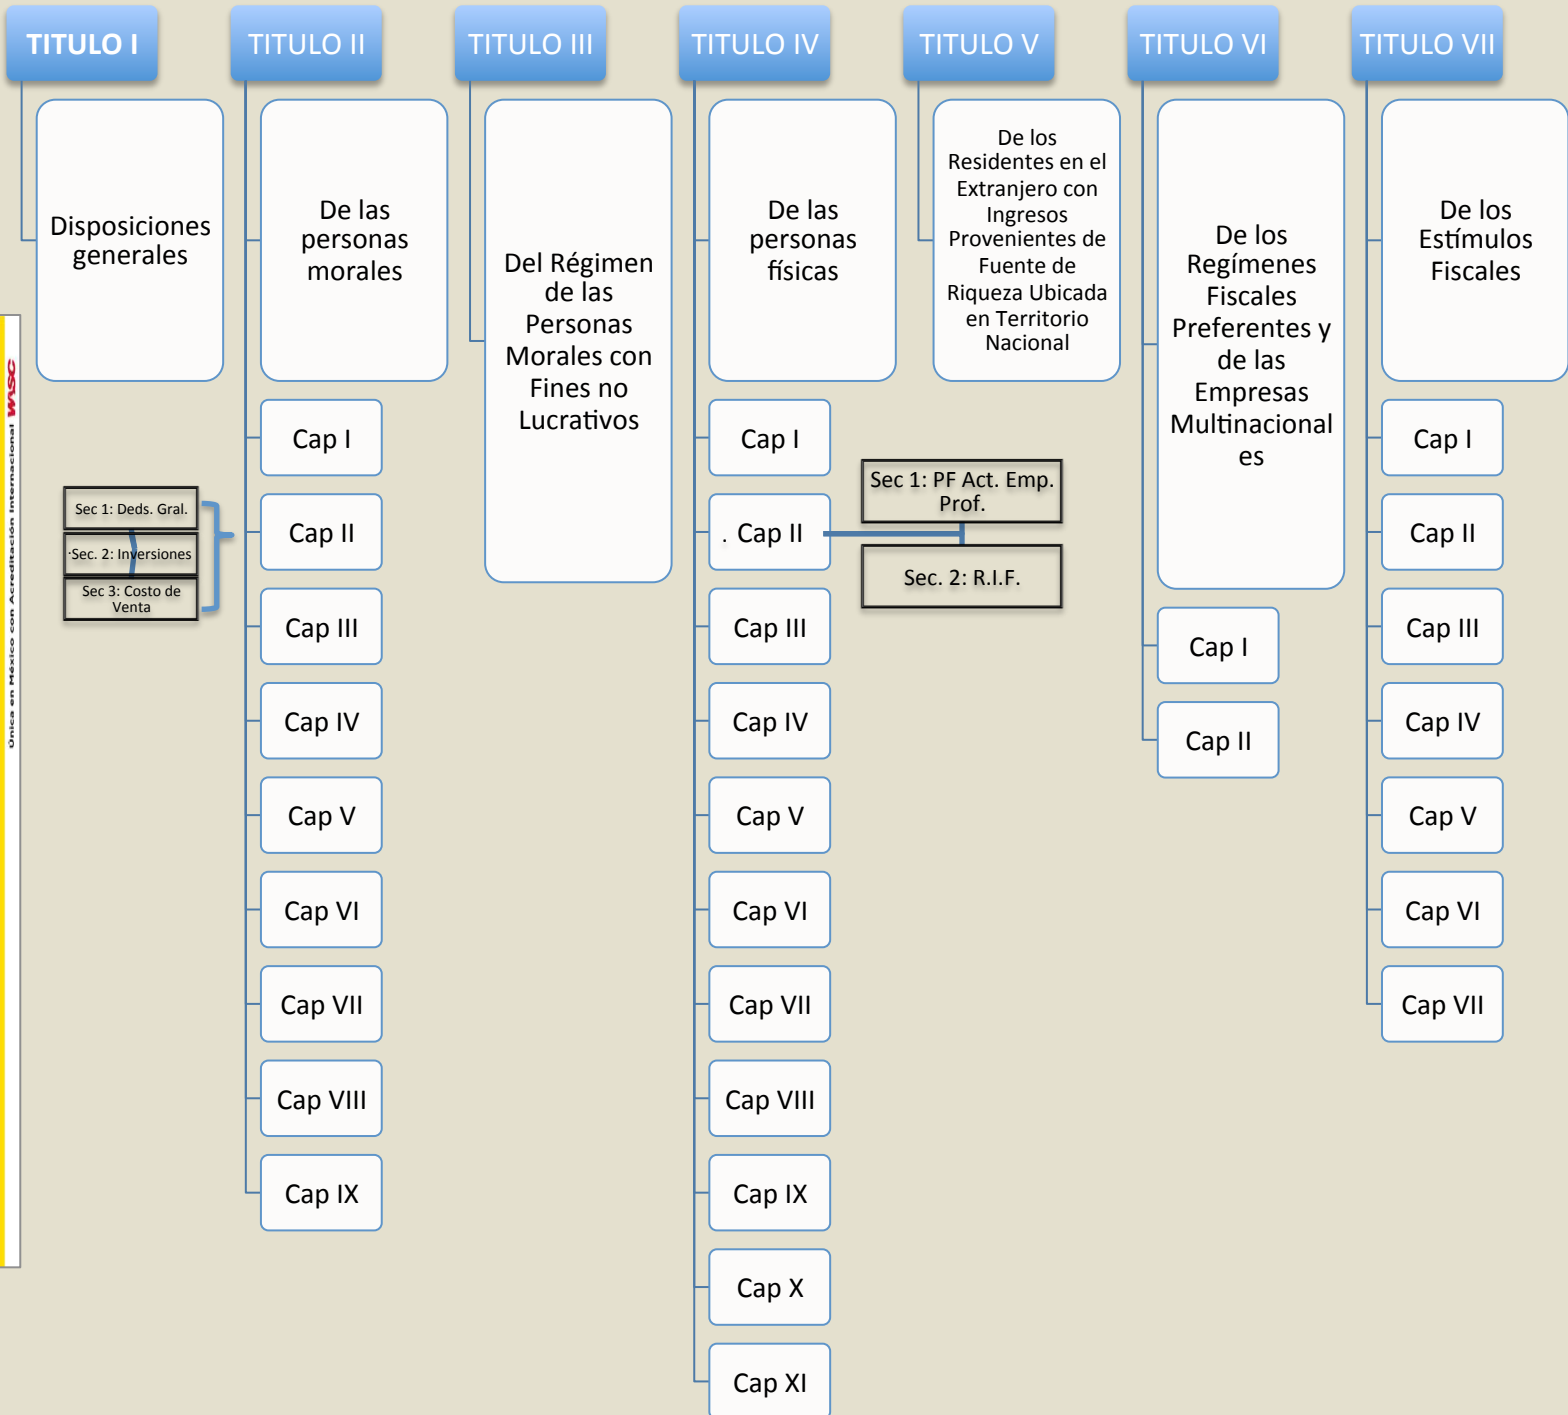 TITULO I
Disposiciones
generales
TITULO II
De las
personas
morales
Cap I
Cap II
Sec 1: Deds. Gral.
·Sec. 2: Inversiones
Sec 3: Costo de
Venta
Cap III
Cap IV
Cap V
Cap VI
Cap VII
Cap VIII
Cap IX
TITULO III
Del Régimen
de las
Personas
Morales con
Fines no
Lucrativos
TITULO IV
De las
personas
físicas
Cap I
. Cap II
Sec 1: PF Act. Emp.
Prof.
Sec. 2: R.I.F.
Cap III
Cap IV
Cap V
Cap VI
Cap VII
Cap VIII
Cap IX
Cap X
Cap XI
TITULO V
De los
Residentes en el
Extranjero con
Ingresos
Provenientes de
Fuente de
Riqueza Ubicada
en Territorio
Nacional
TITULO VI
De los
Regímenes
Fiscales
Preferentes y
de las
Empresas
Multinacional
es
Cap I
Cap II
TITULO VII
De los
Estímulos
Fiscales
Cap I
Cap II
Cap III
Cap IV
Cap V
Cap VI
Cap VII
Única en México con Acreditación Internacional WASC